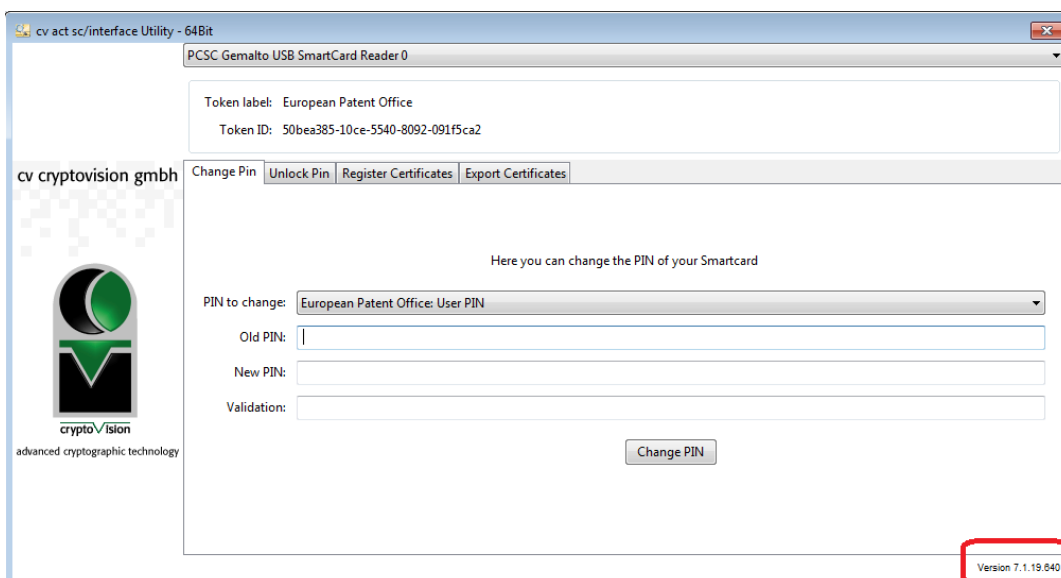 cv act sc/interface Utility - 64Bit
PCSC Gemalto USB SmartCard Reader 0
Token label: European Patent Office
Token ID: 50bea385-10ce-5540-8092-091f5ca2
cv cryptovision gmbh
Change Pin Unlock Pin Register Certificates Export Certificates
Here you can change the PIN of your Smartcard
PIN to change: European Patent Office: User PIN
Old PIN:
New PIN:
Validation:
cryptovision
advanced cryptographic technology
Change PIN
Version 7.1.19.640